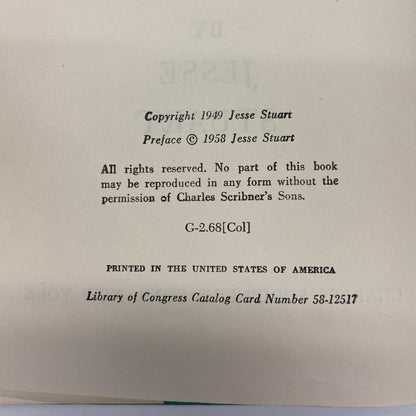 BY
JESSE
Copyright 1949 Jesse Stuart
Preface © 1958 Jesse Stuart
All rights reserved. No part of this book
may be reproduced in any form without the
permission of Charles Scribner's Sons.
G-2.68[Col]
PRINTED IN THE UNITED STATES OF AMERICA
Library of Congress Catalog Card Number 58-12517